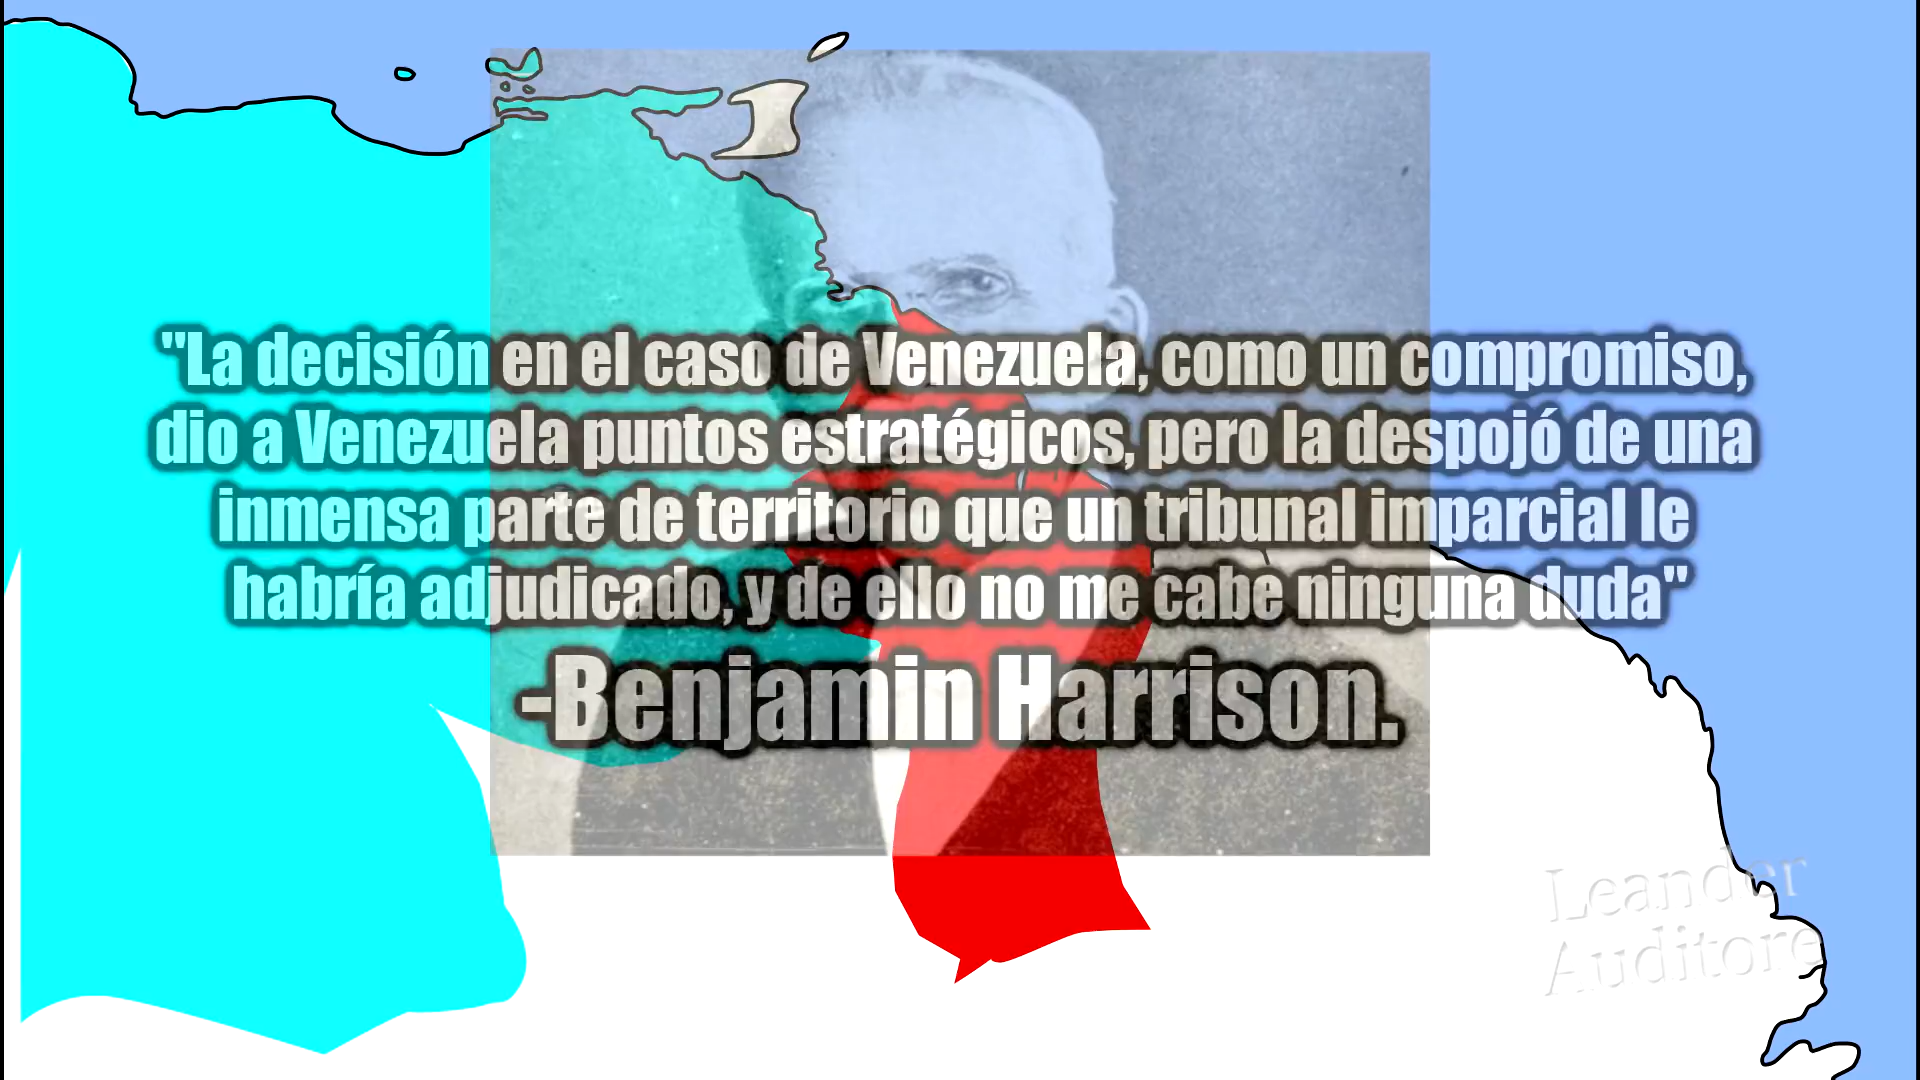 "La decisión en el caso de Venezuela, como un compromiso,
dio a Venezuela puntos estratégicos, pero la despojó de una
inmensa parte de territorio que un tribunal imparcial le
habría adjudicado, y de ello no me cabe ninguna duda"
-Benjamin Harrison.
Leander
Auditore